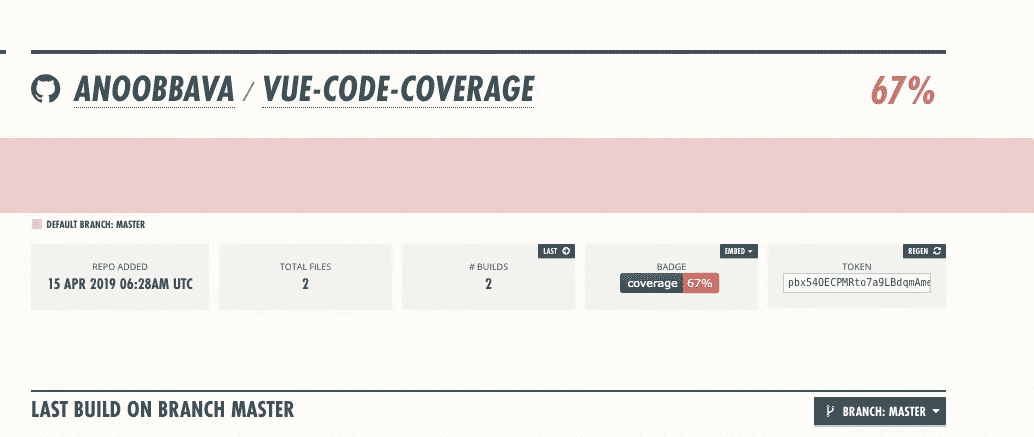 ANOOBBAVA / VUE-CODE-COVERAGE
67%
DEFAULT BRANCH: MASTER
REPO ADDED
15 APR 2019 06:28AM UTC
TOTAL FILES
2
LAST
# BUILDS
2
EMBED
BADGE
coverage 67%
REGEN
TOKEN
pbx54OECPMRto7a9LBdqmAme
LAST BUILD ON BRANCH MASTER
BRANCH: MASTER